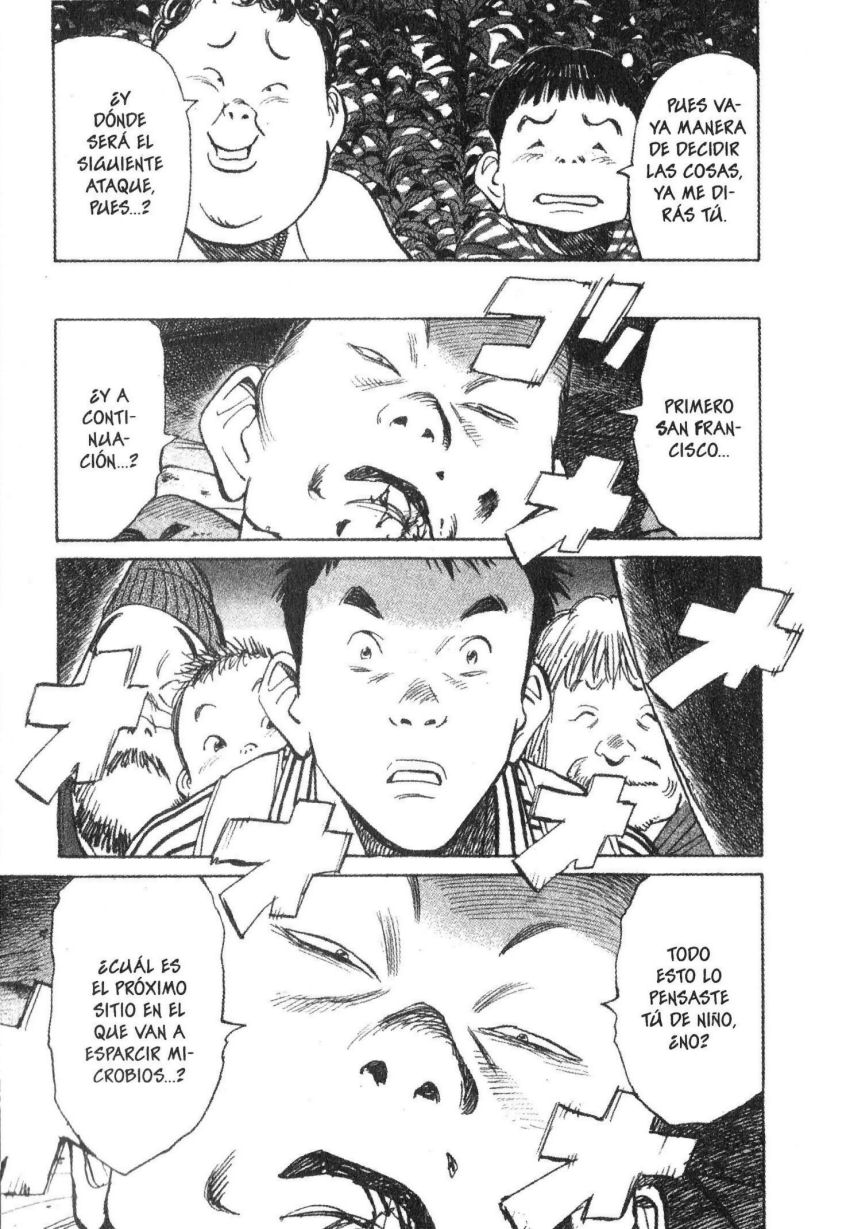 PUES VA-
YA MANERA
DE DECIDIR
LAS COSAS,
YA ME DI-
RÁS TÚ.
¿Y
DÓNDE
SERÁ EL
SIGUIENTE
ATAQUE,
PUES...?
PRIMERO
SAN FRAN-
CISCO...
¿Y A
CONTI-
NUA-
CIÓN...?
TODO
ESTO LO
PENSASTE
TÚ DE NIÑO,
¿NO?
¿CUÁL ES
EL PRÓXIMO
SITIO EN EL
QUE VAN A
ESPARCIR MI-
CROBIOS...?